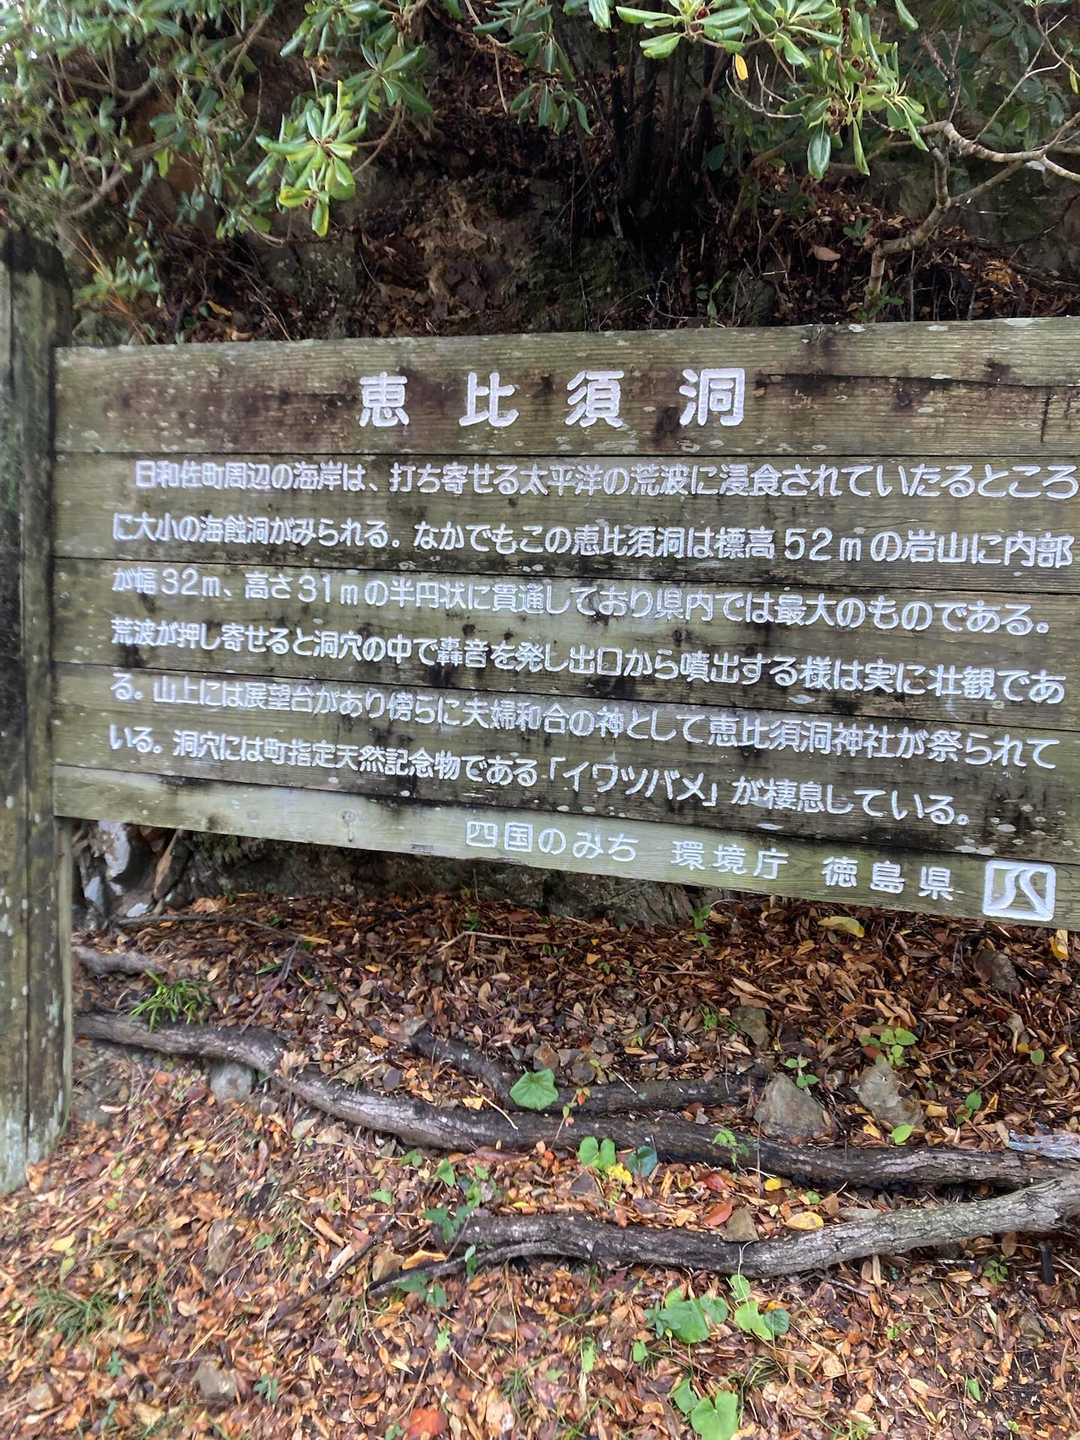 恵比須洞
日和佐町周辺の海岸は、打ち寄せる太平洋の荒波に浸食されていたるところ
に大小の海蝕洞がみられる。なかでもこの恵比須洞は標高52mの岩山に内部
が幅32m、高さ31mの半円状に貫通しており県内では最大のものである。
荒波が押し寄せると洞穴の中で轟音を発し出口から噴出する様は実に壮観であ
る。山上には展望台があり傍らに夫婦和合の神として恵比須洞神社が祭られて
いる。洞穴には町指定天然記念物である「イワツバメ」が棲息している。
四国のみち 環境庁 徳島県